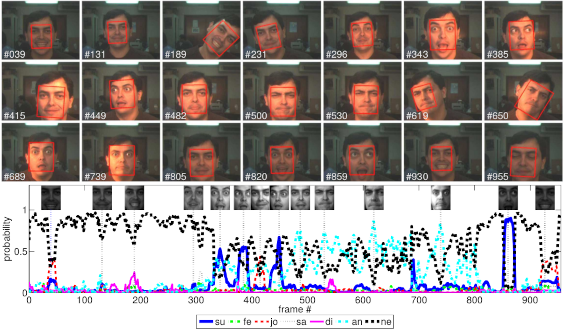 #039 #131 #189 #231 #296 #343 #385
#415 #449 #482 #500 #530 #619 #650
#689 #739 #805 #820 #859 #930 #955
1
0.5
0
probability
0 100 200 300 400 500 600 700 800 900
frame #
su fe jo sa di an ne